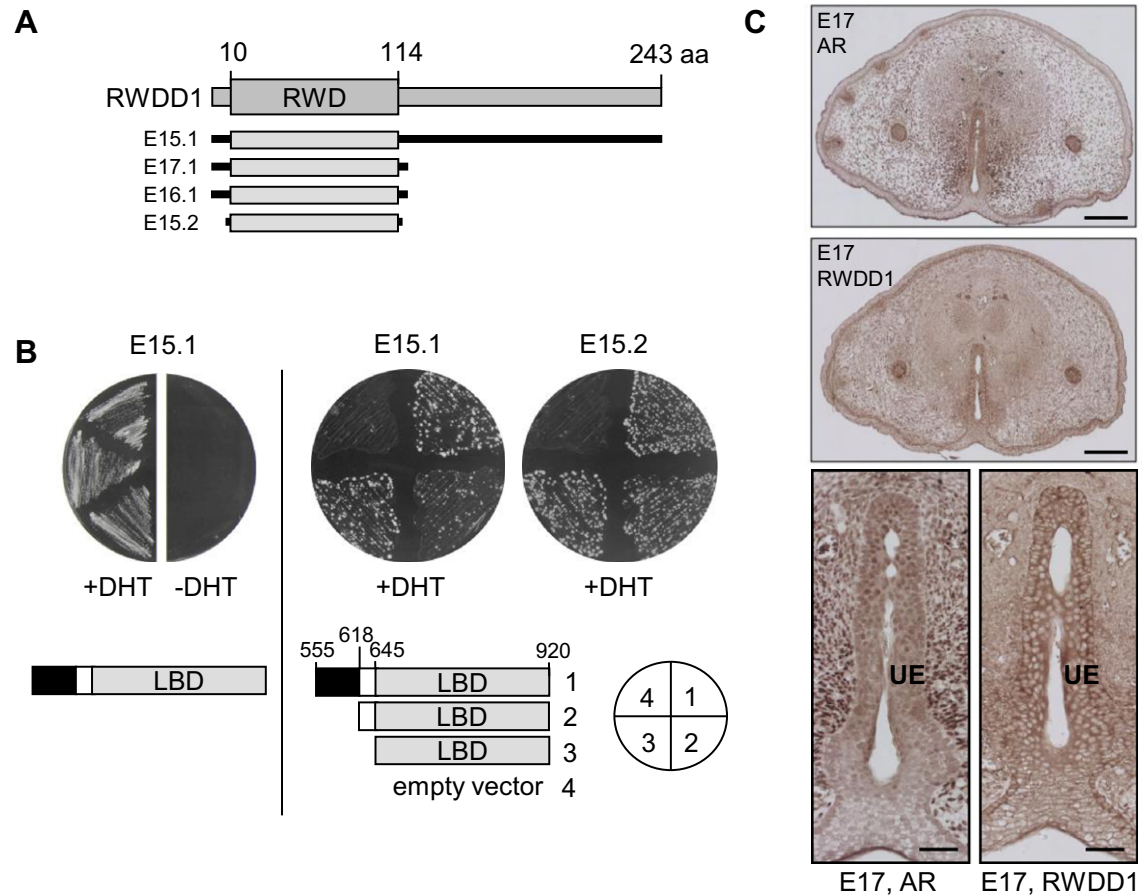 A
10 114 243 aa
RWDD1 RWD
E15.1
E17.1
E16.1
E15.2
B
E15.1 E15.1 E15.2
+DHT -DHT +DHT +DHT
LBD
555 618 645 920
LBD 1
LBD 2
LBD 3
empty vector 4
4 1
3 2
C
E17
AR
E17
RWDD1
UE UE
E17, AR E17, RWDD1